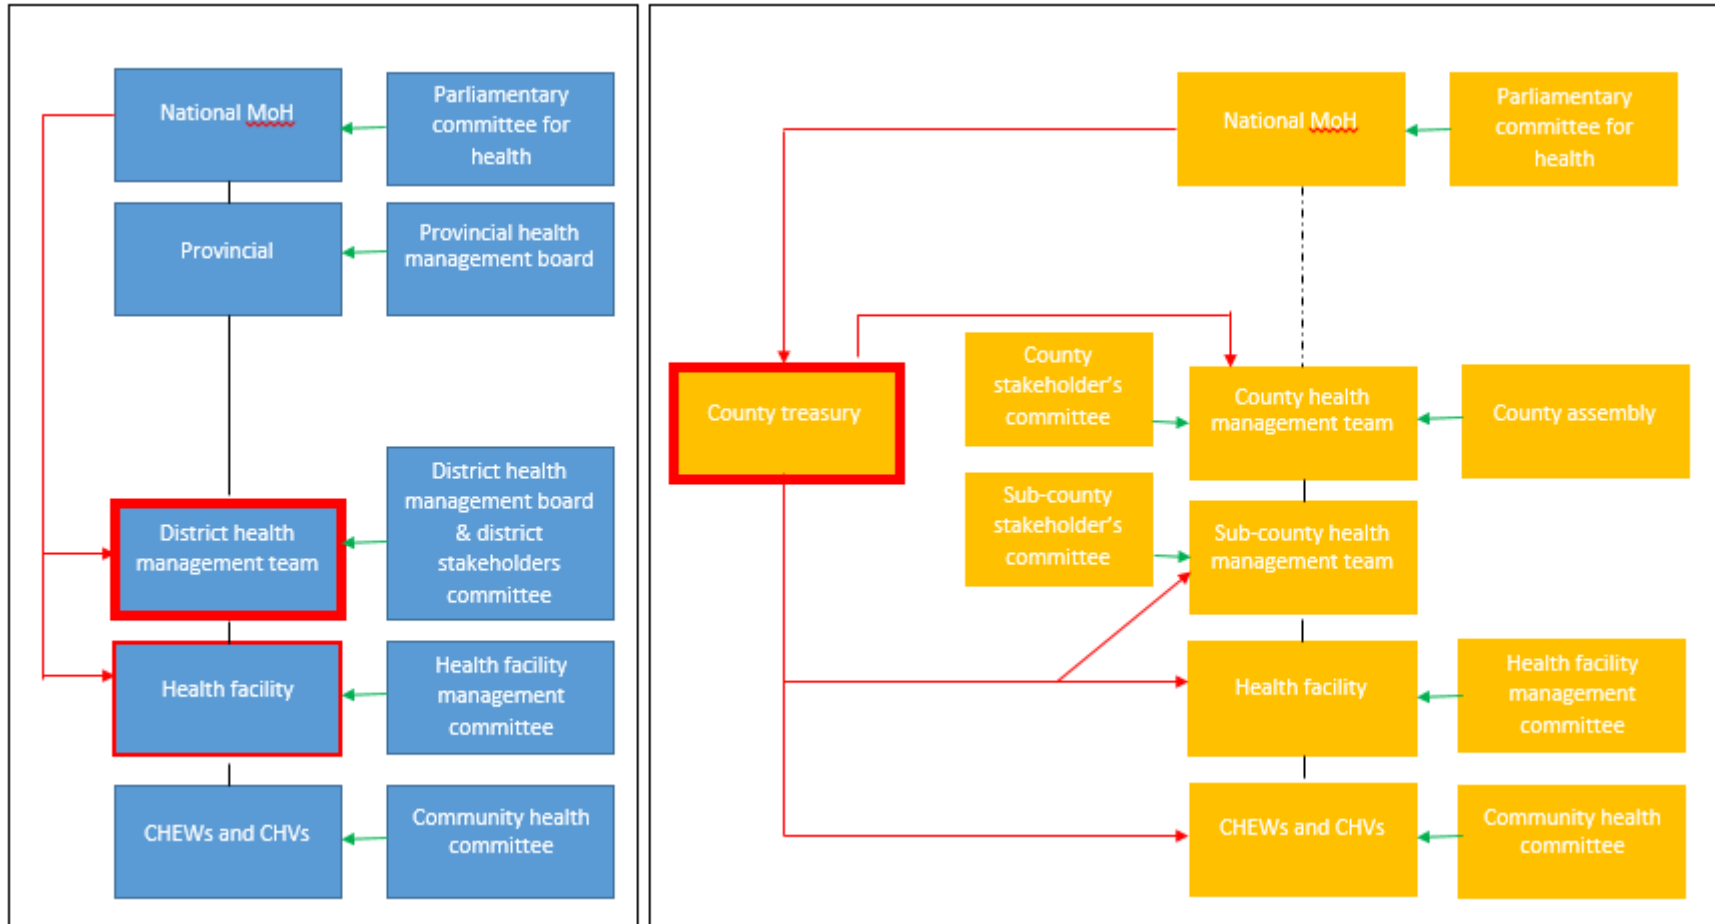 National MoH
Parliamentary
committee for
health
Provincial
Provincial health
management board
District health
management team
District health
management board
& district
stakeholders
committee
Health facility
Health facility
management
committee
CHEWs and CHVs
Community health
committee
National MoH
Parliamentary
committee for
health
County treasury
County
stakeholder's
committee
County health
management team
County assembly
Sub-county
stakeholder's
committee
Sub-county health
management team
Health facility
Health facility
management
committee
CHEWs and CHVs
Community health
committee